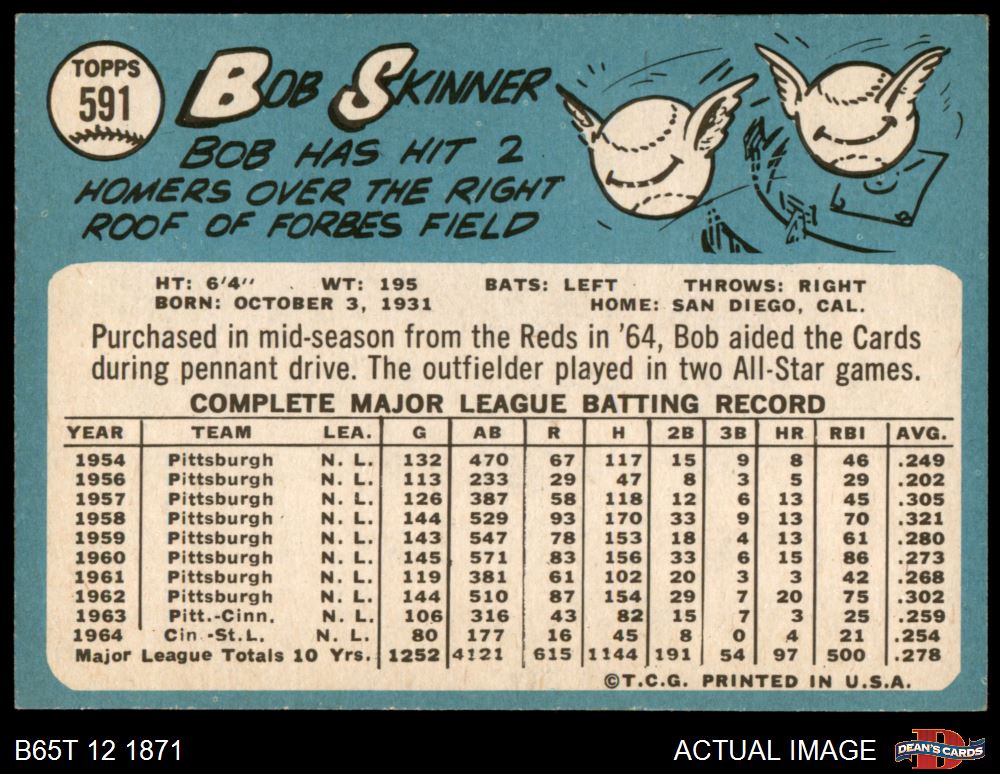 TOPPS
591
BOB SKINNER
BOB HAS HIT 2
HOMERS OVER THE RIGHT
ROOF OF FORBES FIELD
HT: 6'4" WT: 195 BATS: LEFT THROWS: RIGHT
BORN: OCTOBER 3, 1931 HOME: SAN DIEGO, CAL.
Purchased in mid-season from the Reds in '64, Bob aided the Cards
during pennant drive. The outfielder played in two All-Star games.
COMPLETE MAJOR LEAGUE BATTING RECORD
YEAR TEAM LEA. G AB R H 2B 3B HR RBI AVG.
1954 Pittsburgh N. L. 132 470 67 117 15 9 8 46 .249
1956 Pittsburgh N. L. 113 233 29 47 8 3 5 29 .202
1957 Pittsburgh N. L. 126 387 58 118 12 6 13 45 .305
1958 Pittsburgh N. L. 144 529 93 170 33 9 13 70 .321
1959 Pittsburgh N. L. 143 547 78 153 18 4 13 61 .280
1960 Pittsburgh N. L. 145 571 83 156 33 6 15 86 .273
1961 Pittsburgh N. L. 119 381 61 102 20 3 3 42 .268
1962 Pittsburgh N. L. 144 510 87 154 29 7 20 75 .302
1963 Pitt.-Cinn. N. L. 106 316 43 82 15 7 3 25 .259
1964 Cin.-St.L. N. L. 80 177 16 45 8 0 4 21 .254
Major League Totals 10 Yrs. 1252 4121 615 1144 191 54 97 500 .278
©T.C.G. PRINTED IN U.S.A.
B65T 12 1871 ACTUAL IMAGE DEAN'S CARDS